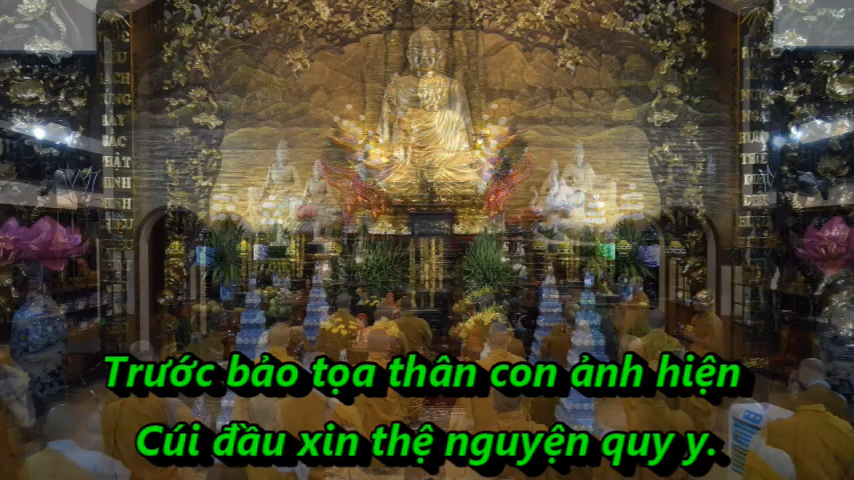 Trước bảo tọa thân con ảnh hiện
Cúi đầu xin thệ nguyện quy y.